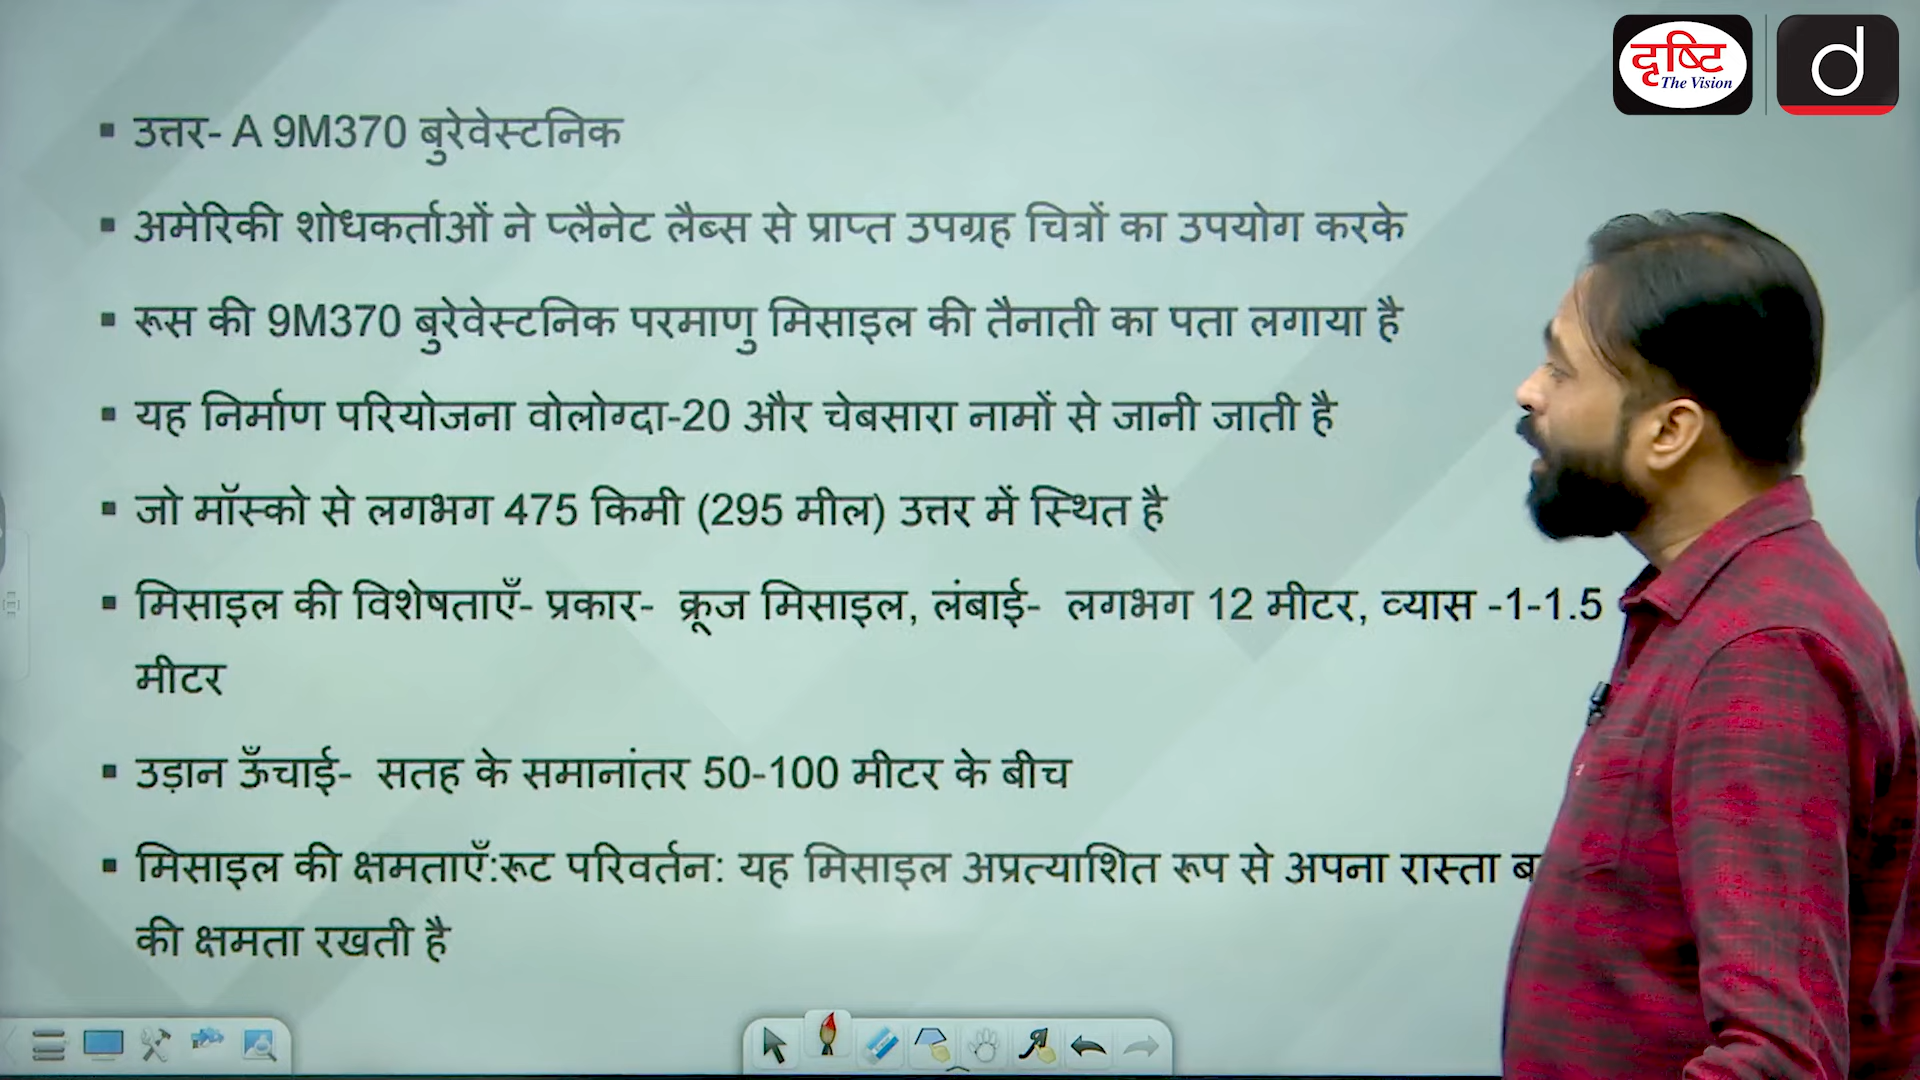 दृष्टि
The Vision
d
▪ उत्तर- A 9M370 बुरेवेस्टनिक
▪ अमेरिकी शोधकर्ताओं ने प्लैनेट लैब्स से प्राप्त उपग्रह चित्रों का उपयोग करके
▪ रूस की 9M370 बुरेवेस्टनिक परमाणु मिसाइल की तैनाती का पता लगाया है
▪ यह निर्माण परियोजना वोलोग्दा-20 और चेबसारा नामों से जानी जाती है
▪ जो मॉस्को से लगभग 475 किमी (295 मील) उत्तर में स्थित है
▪ मिसाइल की विशेषताएँ- प्रकार- क्रूज मिसाइल, लंबाई- लगभग 12 मीटर, व्यास -1-1.5
मीटर
▪ उड़ान ऊँचाई- सतह के समानांतर 50-100 मीटर के बीच
▪ मिसाइल की क्षमताएँ:रूट परिवर्तन: यह मिसाइल अप्रत्याशित रूप से अपना रास्ता
की क्षमता रखती है